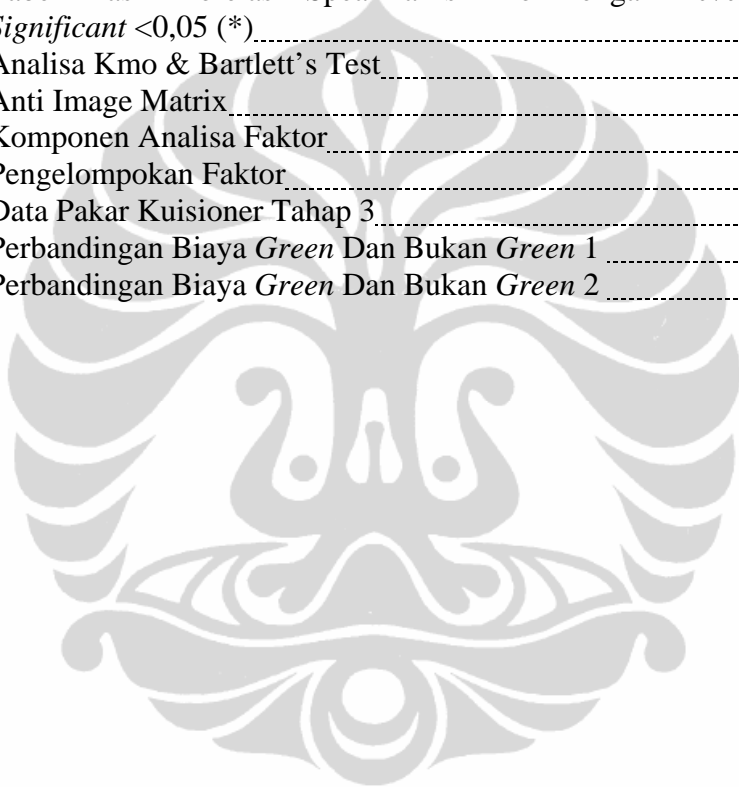 Significant <0,05 (*)
Analisa Kmo & Bartlett’s Test
Anti Image Matrix
Komponen Analisa Faktor
Pengelompokan Faktor
Data Pakar Kuisioner Tahap 3
Perbandingan Biaya Green Dan Bukan Green 1
Perbandingan Biaya Green Dan Bukan Green 2